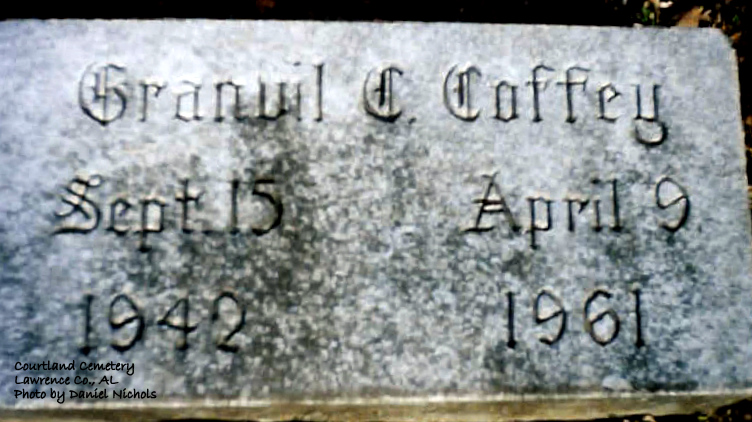 Granvil C. Coffey
Sept. 15 April 9
1942 1961
Courtland Cemetery
Lawrence Co., AL
Photo by Daniel Nichols